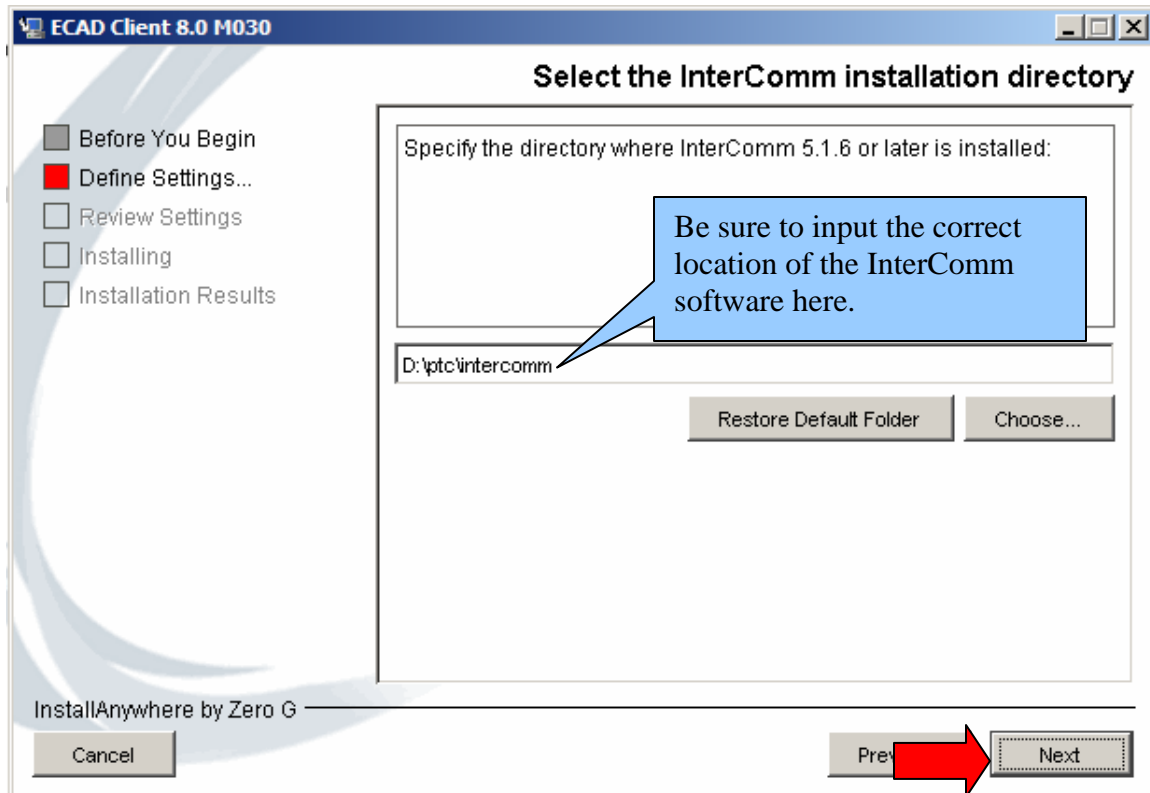 ECAD Client 8.0 M030
Select the InterComm installation directory
Before You Begin
Define Settings...
Review Settings
Installing
Installation Results
Specify the directory where InterComm 5.1.6 or later is installed:
Be sure to input the correct
location of the InterComm
software here.
D:\ptc\intercomm
Restore Default Folder
Choose...
InstallAnywhere by Zero G
Cancel
Next